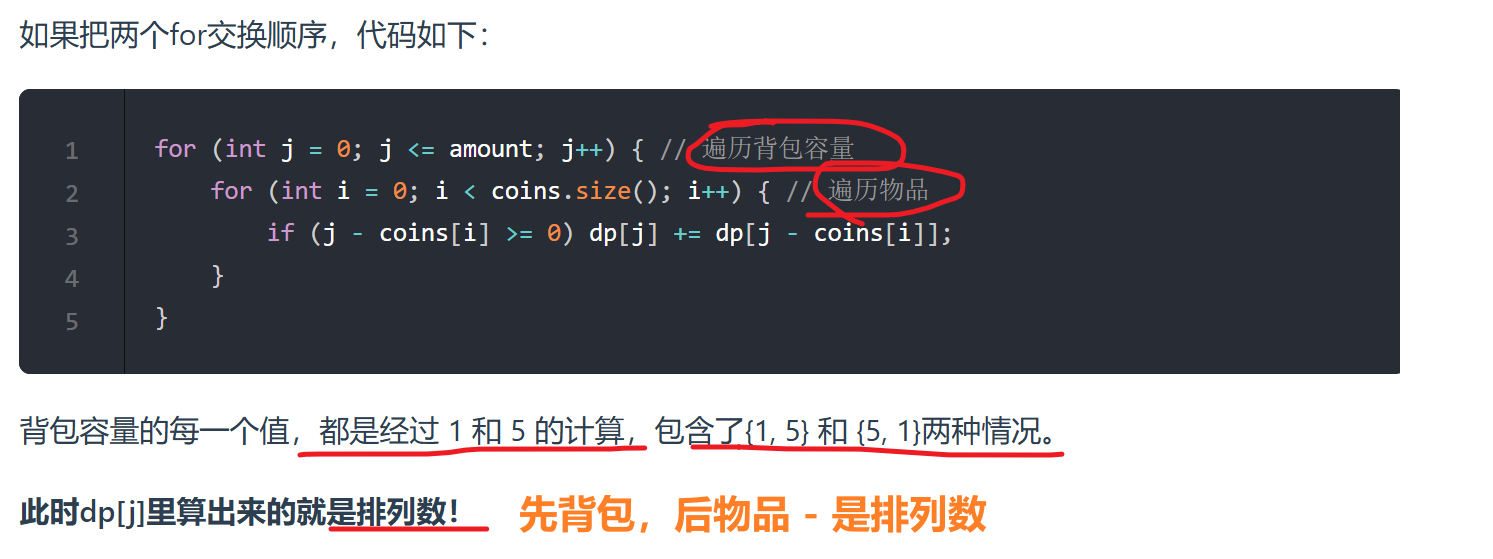 如果把两个for交换顺序，代码如下：
1 for (int j = 0; j <= amount; j++) { // 遍历背包容量
2 for (int i = 0; i < coins.size(); i++) { // 遍历物品
3 if (j - coins[i] >= 0) dp[j] += dp[j - coins[i]];
4 }
5 }
背包容量的每一个值，都是经过 1 和 5 的计算，包含了{1, 5} 和 {5, 1}两种情况。
此时dp[j]里算出来的就是排列数！ 先背包，后物品 - 是排列数